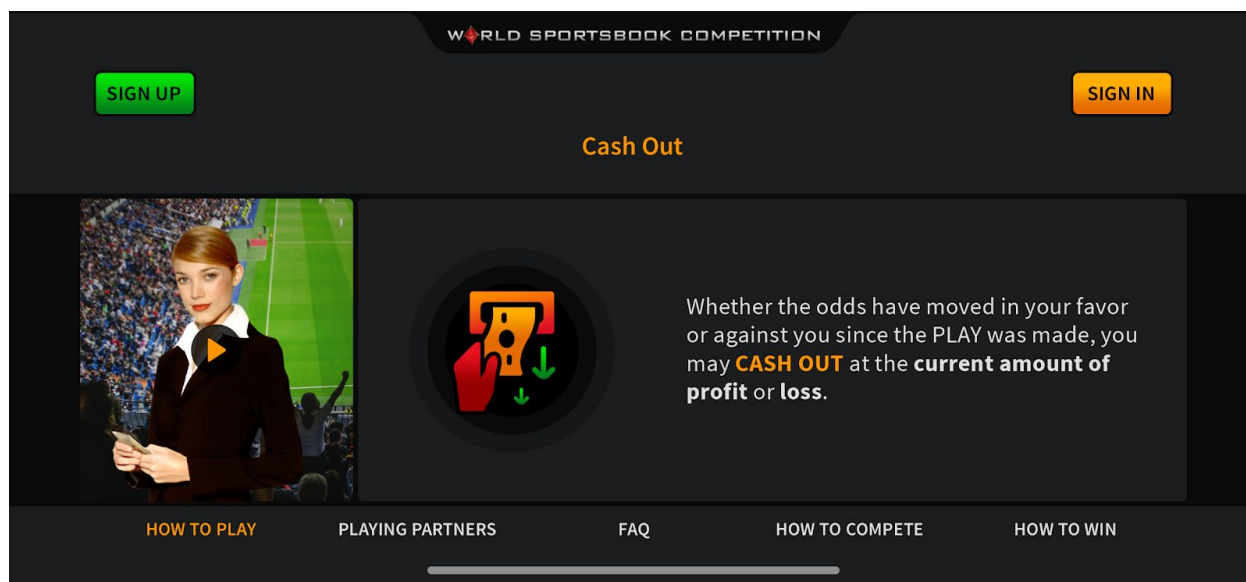 WORLD SPORTSBOOK COMPETITION
SIGN UP
SIGN IN
Cash Out
Whether the odds have moved in your favor
or against you since the PLAY was made, you
may CASH OUT at the current amount of
profit or loss.
HOW TO PLAY
PLAYING PARTNERS
FAQ
HOW TO COMPETE
HOW TO WIN